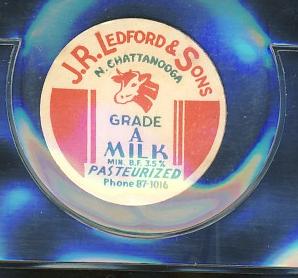 J.R. LEDFORD & SONS
N. CHATTANOOGA
GRADE
A
MILK
MIN. B.F. 3.5%
PASTEURIZED
Phone 87-1016